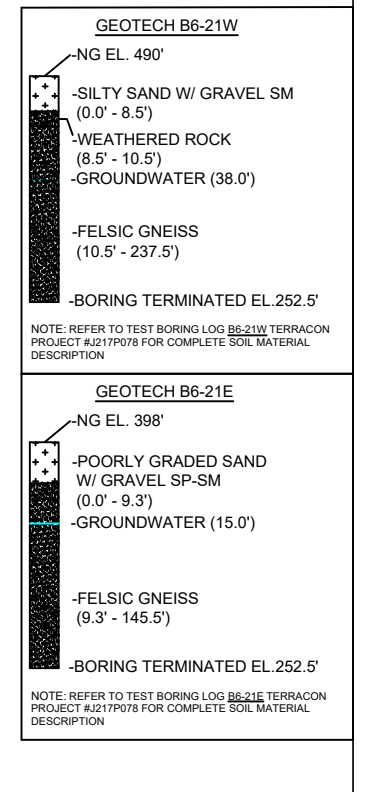 GEOTECH B6-21W
-NG EL. 490'
-SILTY SAND W/ GRAVEL SM
(0.0' - 8.5')
-WEATHERED ROCK
(8.5' - 10.5')
-GROUNDWATER (38.0')
-FELSIC GNEISS
(10.5' - 237.5')
-BORING TERMINATED EL.252.5'
NOTE: REFER TO TEST BORING LOG B6-21W TERRACON
PROJECT #J217P078 FOR COMPLETE SOIL MATERIAL
DESCRIPTION
GEOTECH B6-21E
-NG EL. 398'
-POORLY GRADED SAND
W/ GRAVEL SP-SM
(0.0' - 9.3')
-GROUNDWATER (15.0')
-FELSIC GNEISS
(9.3' - 145.5')
-BORING TERMINATED EL.252.5'
NOTE: REFER TO TEST BORING LOG B6-21E TERRACON
PROJECT #J217P078 FOR COMPLETE SOIL MATERIAL
DESCRIPTION